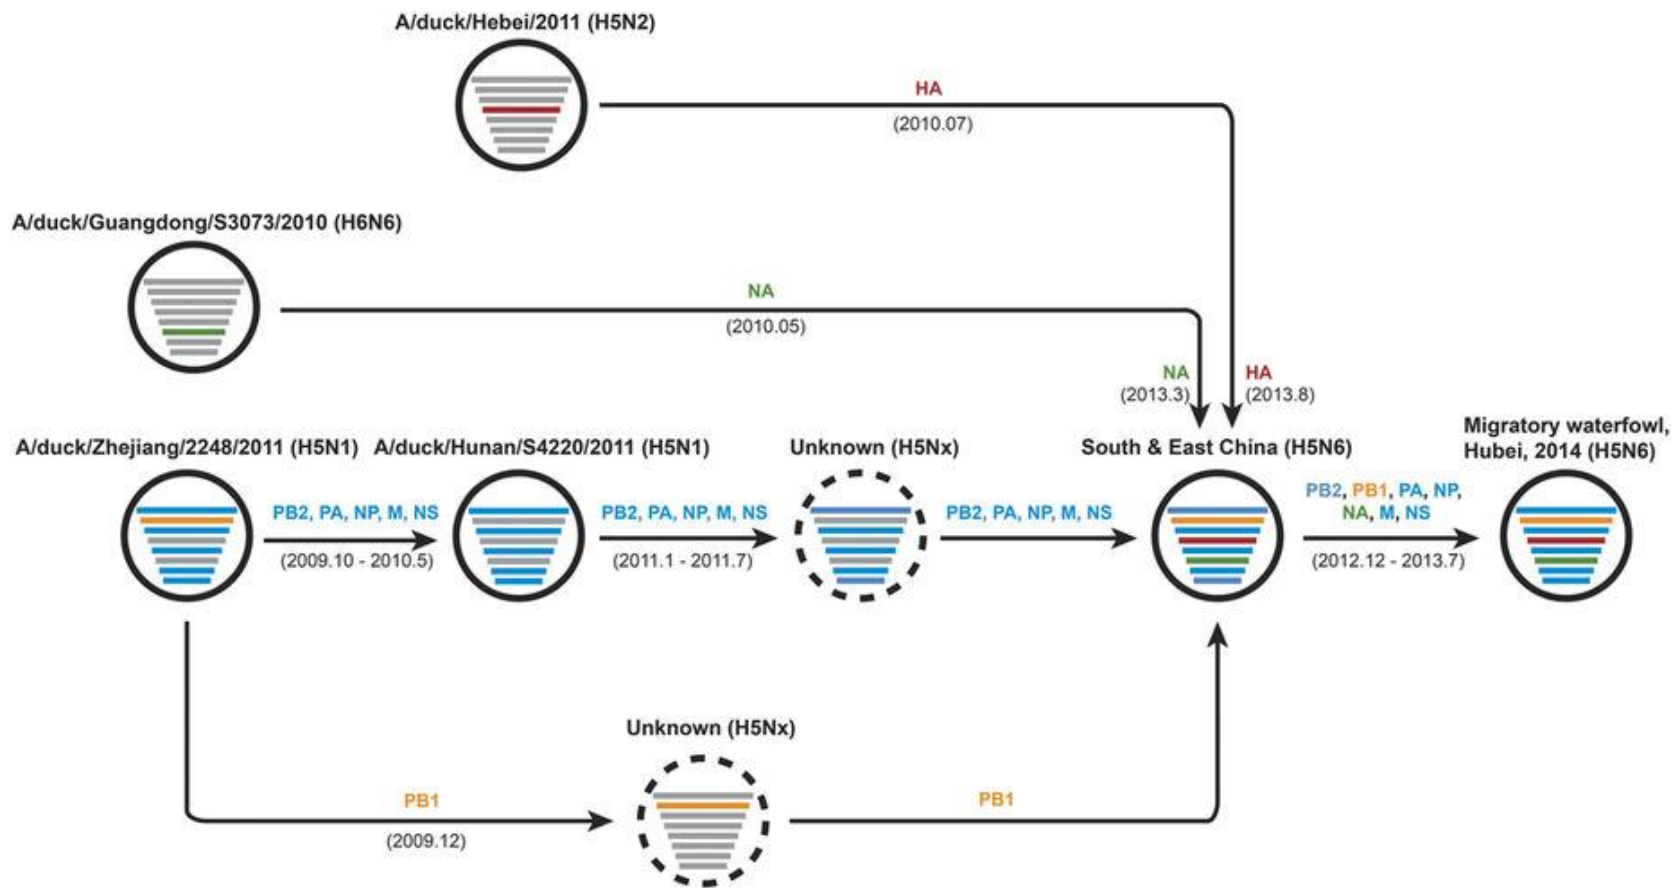 A/duck/Hebei/2011 (H5N2)
HA
(2010.07)
A/duck/Guangdong/S3073/2010 (H6N6)
NA
(2010.05)
NA
(2013.3)
HA
(2013.8)
A/duck/Zhejiang/2248/2011 (H5N1)
A/duck/Hunan/S4220/2011 (H5N1)
Unknown (H5Nx)
South & East China (H5N6)
Migratory waterfowl,
Hubei, 2014 (H5N6)
PB2, PA, NP, M, NS
(2009.10 - 2010.5)
PB2, PA, NP, M, NS
(2011.1 - 2011.7)
PB2, PA, NP, M, NS
PB2, PB1, PA, NP,
NA, M, NS
(2012.12 - 2013.7)
Unknown (H5Nx)
PB1
(2009.12)
PB1